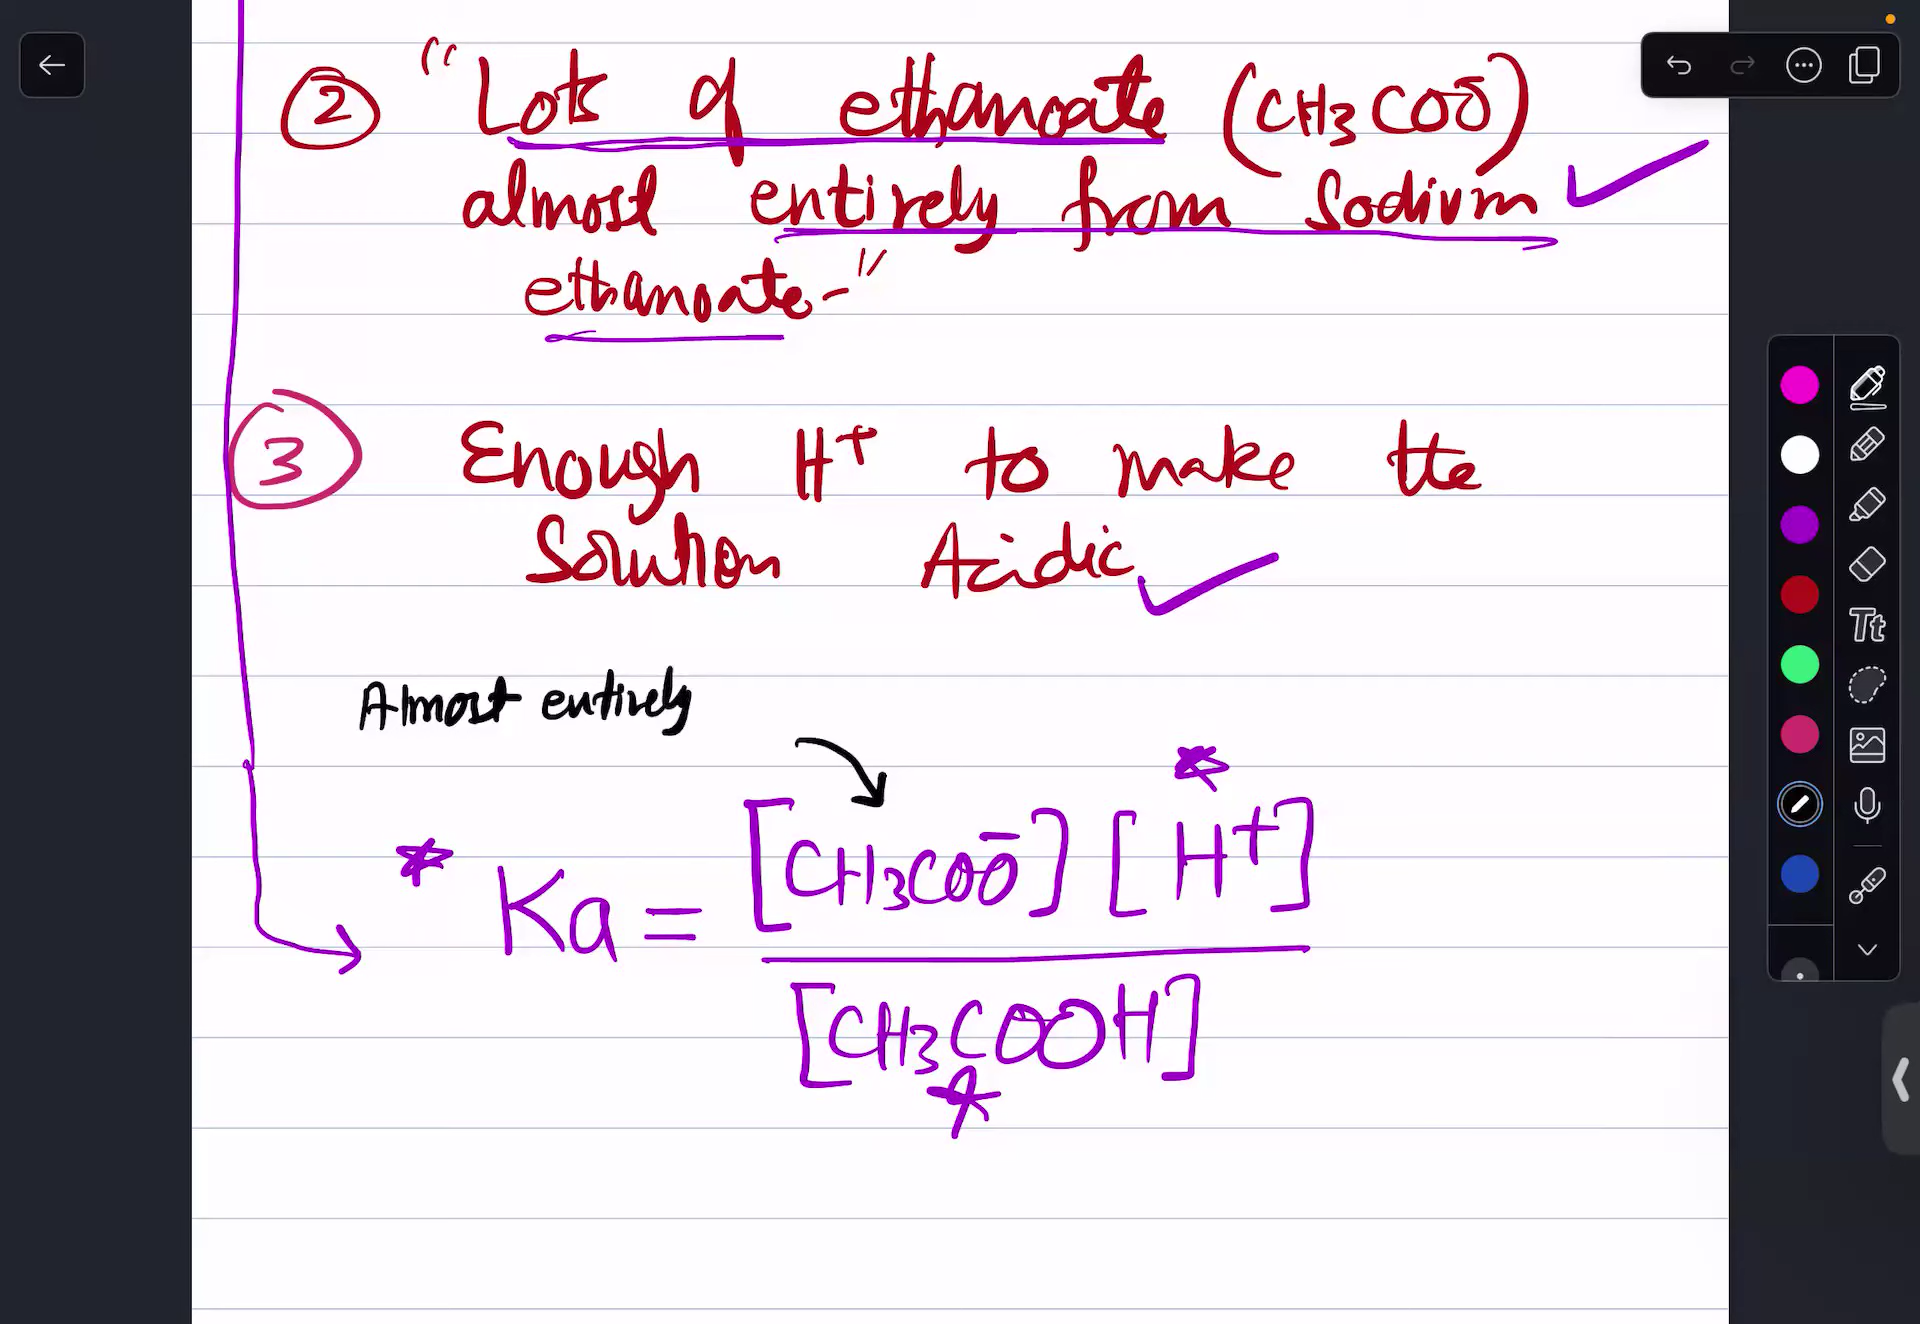 ② "Lots of ethanoate (CH3COO⁻)
almost entirely from Sodium ✓
ethanoate-"
③ Enough H⁺ to make the
Solution Acidic ✓
Almost entirely
* Ka = [CH3COO⁻] [H⁺]
[CH3COOH]
Tt